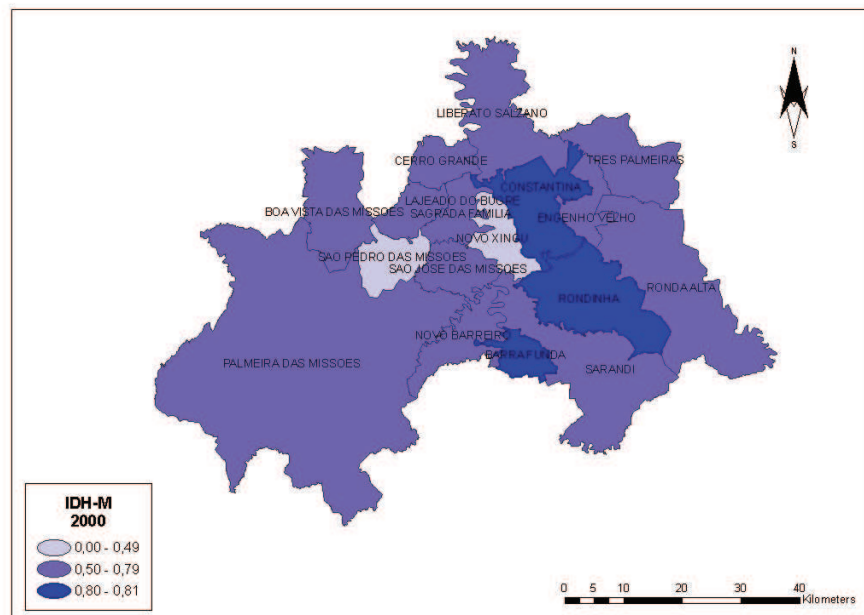 N
S
LIBERATO SALZANO
CERRO GRANDE
TRES PALMEIRAS
CONSTANTINA
LAJEADO DO BUGRE
BOA VISTA DAS MISSOES
SAGRADA FAMILIA
ENGENHO VELHO
NOVO XINGU
SAO PEDRO DAS MISSOES
SAO JOSE DAS MISSOES
RONDINHA
RONDA ALTA
NOVO BARREIRO
BARRA FUNDA
PALMEIRA DAS MISSOES
SARANDI
IDH-M
2000
0,00 - 0,49
0,50 - 0,79
0,80 - 0,81
0 5 10 20 30 40
Kilometers